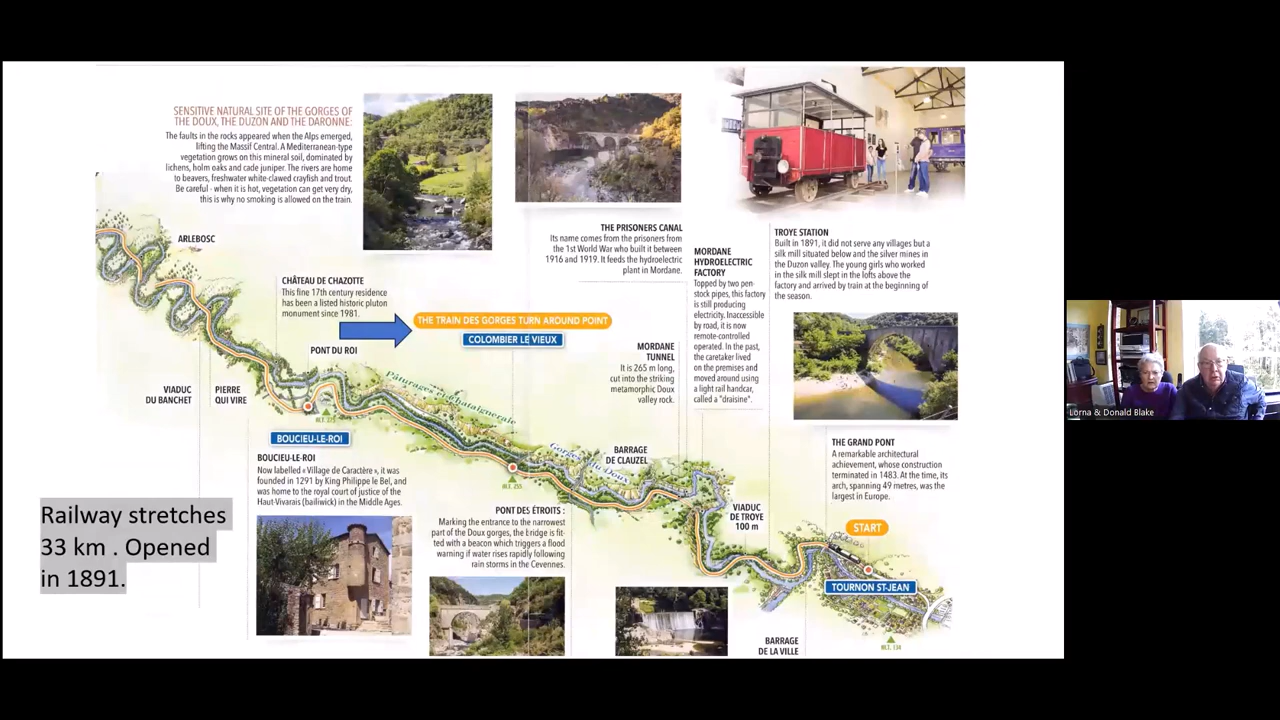 SENSITIVE NATURAL SITE OF THE GORGES OF
THE DOUX, THE DUZON AND THE DARONNE:
The faults in the rocks appeared when the Alps emerged,
lifting the Massif Central. A Mediterranean-type
vegetation grows on this mineral soil, dominated by
lichens, holm oaks and cade juniper. The rivers are
home to beavers, freshwater white-clawed crayfish and trout.
Be careful - when it is hot, vegetation can get very dry,
this is why no smoking is allowed on the train.
ARLEBOSC
CHÂTEAU DE CHAZOTTE
This fine 17th century residence
has been a listed historic pluton
monument since 1981.
PONT DU ROI
THE TRAIN DES GORGES TURN AROUND POINT
COLOMBIER LE VIEUX
THE PRISONERS CANAL
Its name comes from the prisoners from
the 1st World War who built it between
1916 and 1919. It feeds the hydroelectric
plant in Mordane.
MORDANE
HYDROELECTRIC
FACTORY
Topped by two pen-
stock pipes, this factory
is still producing
electricity. Inaccessible
by road, it is now
remote-controlled
operated. In the past,
the caretaker lived
on the premises and
moved around using
a light rail handcar,
called a "draisine".
TROYE STATION
Built in 1891, it did not serve any villages but a
silk mill situated below and the silver mines in
the Duzon valley. The young girls who worked
in the silk mill slept in the lofts above the
factory and arrived by train at the beginning of
the season.
MORDANE
TUNNEL
It is 265 m long,
cut into the striking
metamorphic Doux
valley rock.
VIADUC
DU BANCHET
PIERRE
QUI VIRE
Pâturages et châtaigneraie
ALT. 275
BOUCIEU-LE-ROI
BOUCIEU-LE-ROI
Now labelled « Village de Caractère », it was
founded in 1291 by King Philippe le Bel, and
was home to the royal court of justice of the
Haut-Vivarais (bailiwick) in the Middle Ages.
Gorges du Doux
ALT. 255
BARRAGE
DE CLAUZEL
PONT DES ÉTROITS :
Marking the entrance to the narrowest
part of the Doux gorges, the bridge is fit-
ted with a beacon which triggers a flood
warning if water rises rapidly following
rain storms in the Cevennes.
VIADUC
DE TROYE
100 m
THE GRAND PONT
A remarkable architectural
achievement, whose construction
terminated in 1483. At the time, its
arch, spanning 49 metres, was the
largest in Europe.
START
TOURNON ST-JEAN
BARRAGE
DE LA VILLE
ALT. 134
Railway stretches
33 km . Opened
in 1891.
Lorna & Donald Blake